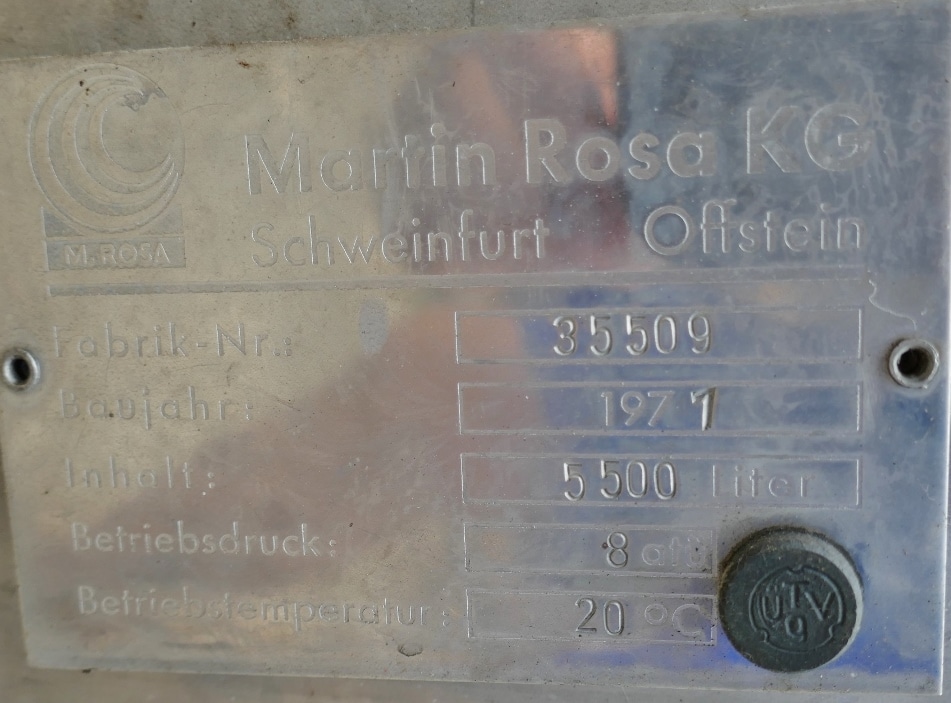 M. ROSA
Martin Rosa KG
Schweinfurt Offstein
Fabrik-Nr.: 35509
Baujahr: 1971
Inhalt: 5500 Liter
Betriebsdruck: 8 atü
Betriebstemperatur: 20 °C
TÜV
9